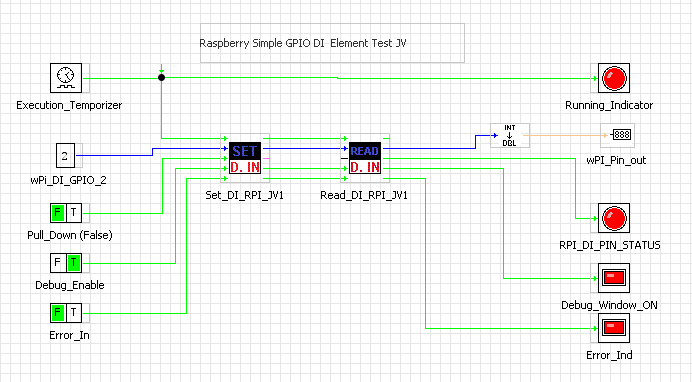 Raspberry Simple GPIO DI  Element Test JV
Execution_Temporizer
Running_Indicator
INT
DBL
888
wPI_Pin_out
2
wPi_DI_GPIO_2
SET
D. IN
Set_DI_RPI_JV1
READ
D. IN
Read_DI_RPI_JV1
F T
Pull_Down (False)
RPI_DI_PIN_STATUS
F T
Debug_Enable
Debug_Window_ON
F T
Error_In
Error_Ind